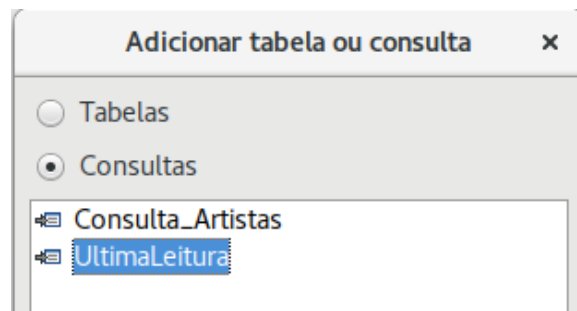 Adicionar tabela ou consulta ×
Tabelas
Consultas
Consulta_Artistas
UltimaLeitura